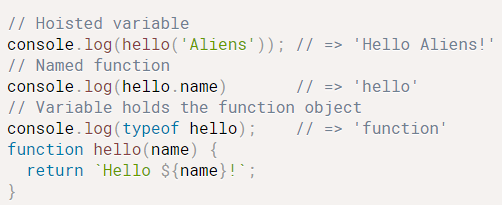 // Hoisted variable
console.log(hello('Aliens')); // => 'Hello Aliens!'
// Named function
console.log(hello.name)       // => 'hello'
// Variable holds the function object
console.log(typeof hello);    // => 'function'
function hello(name) {
  return `Hello ${name}!`;
}